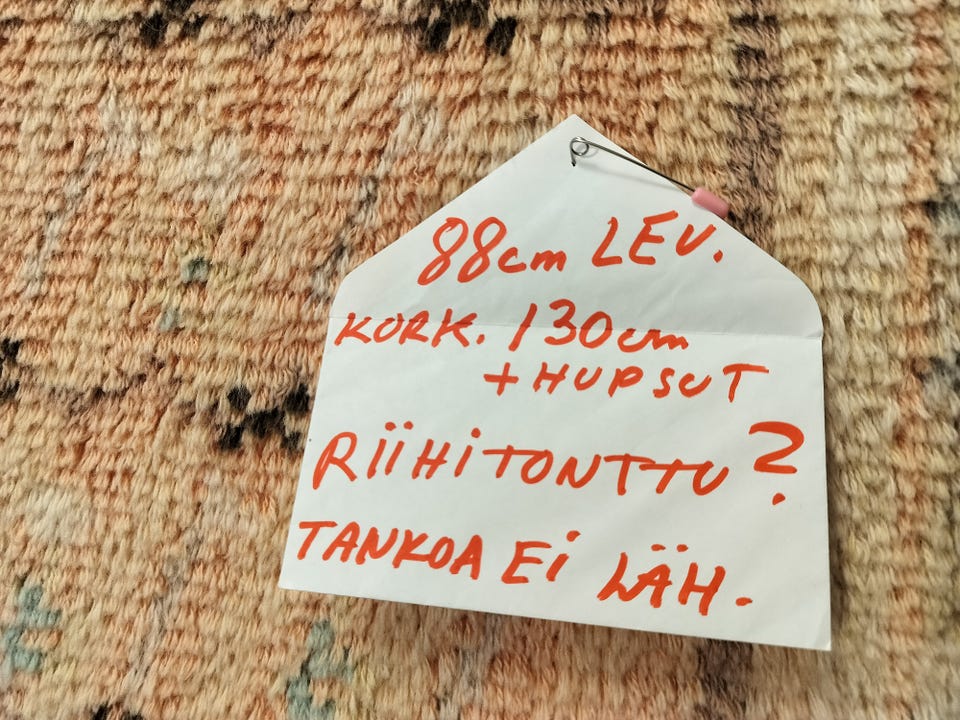 88cm LEV.
KORK. 130cm
+ HUPSUT
RiiHiTONTTU?
TANKOA Ei LÄH.